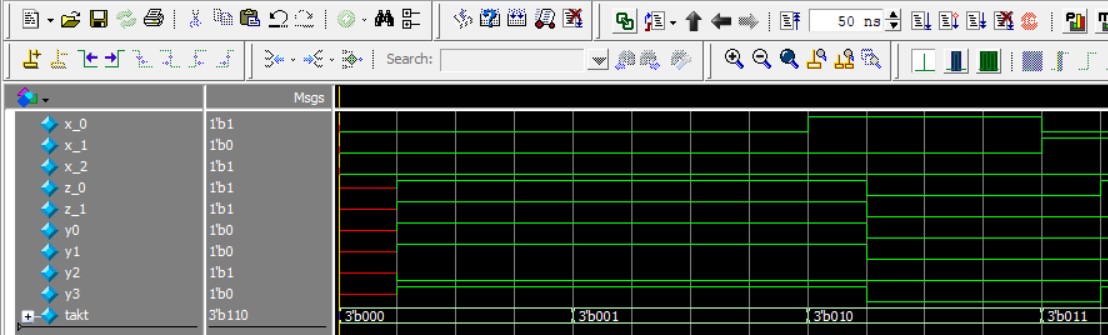 50 ns
Search:
Msgs
x_0 1'b1
x_1 1'b0
x_2 1'b1
z_0 1'b1
z_1 1'b1
y0 1'b0
y1 1'b0
y2 1'b1
y3 1'b0
takt 3'b110 3'b000 3'b001 3'b010 3'b011